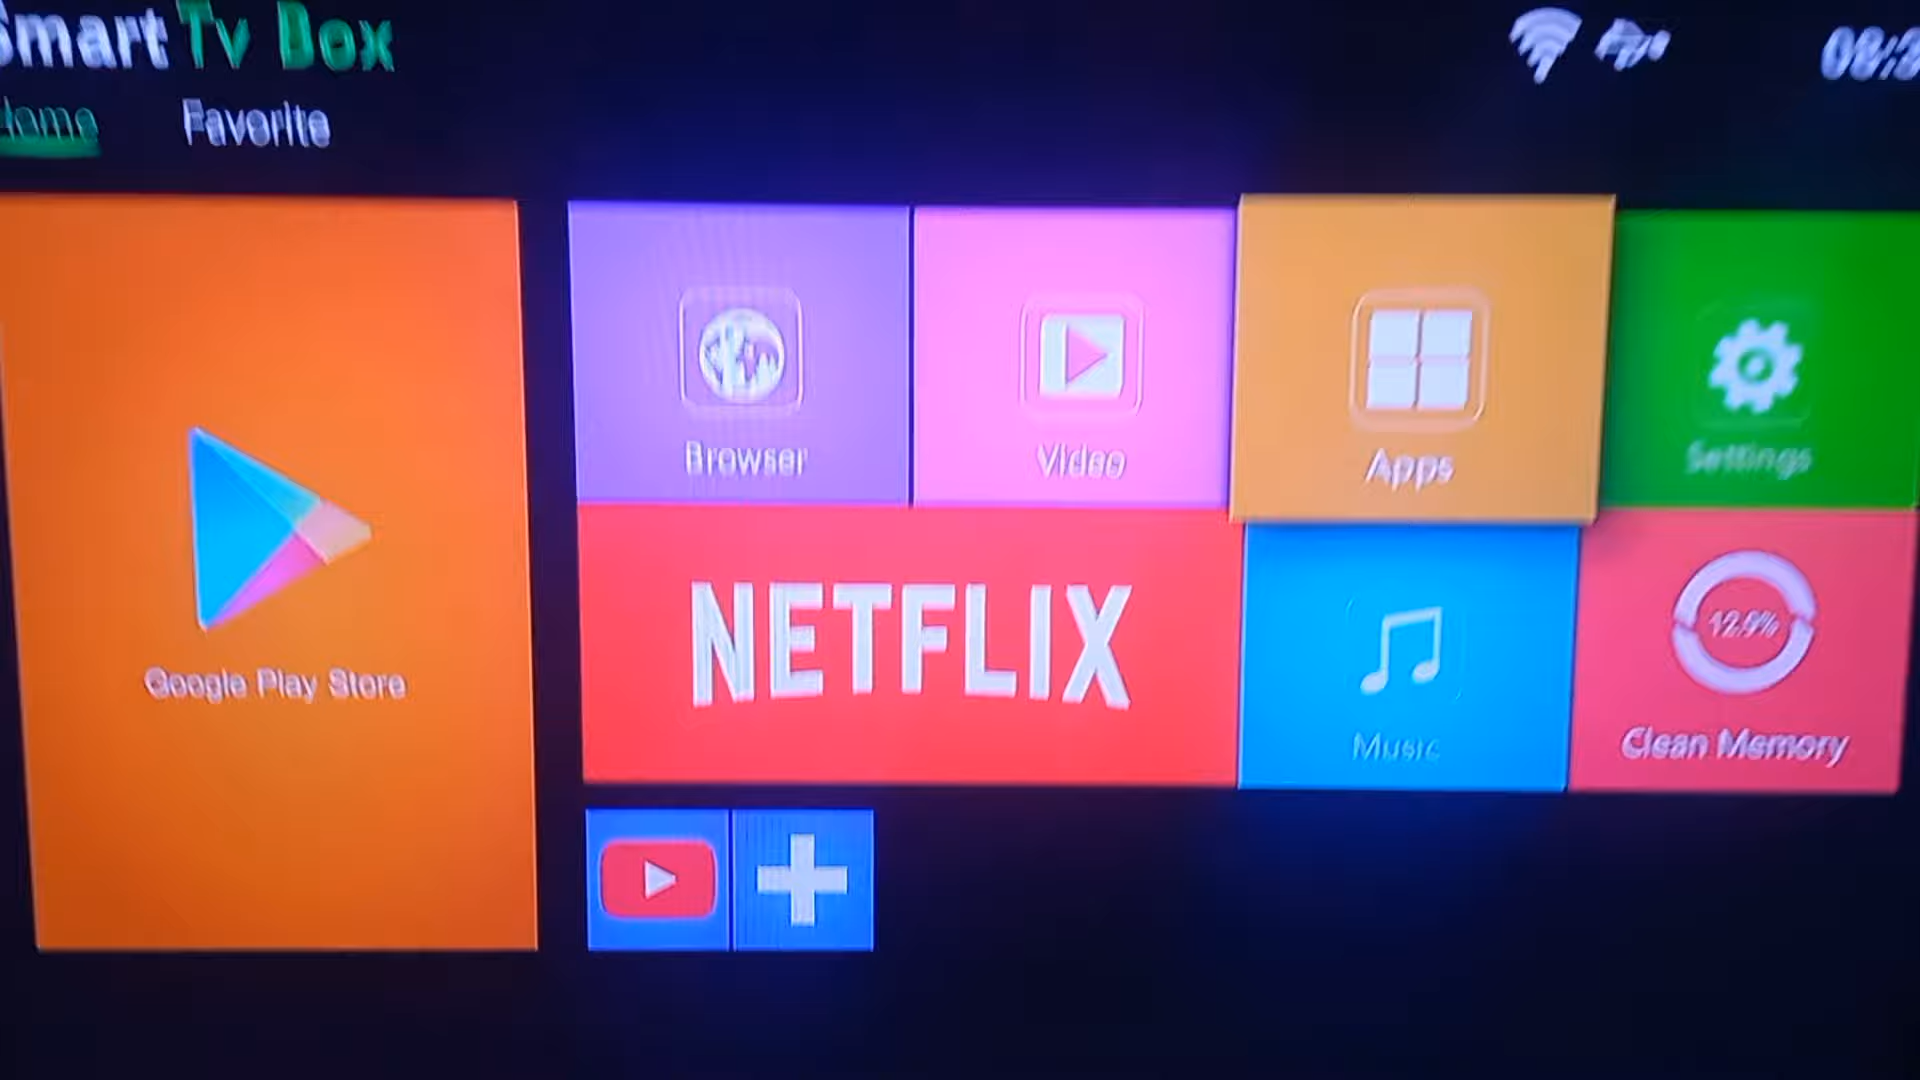 Smart Tv Box
Home
Favorite
Browser
Video
Apps
Settings
Google Play Store
NETFLIX
12.9%
Music
Clean Memory